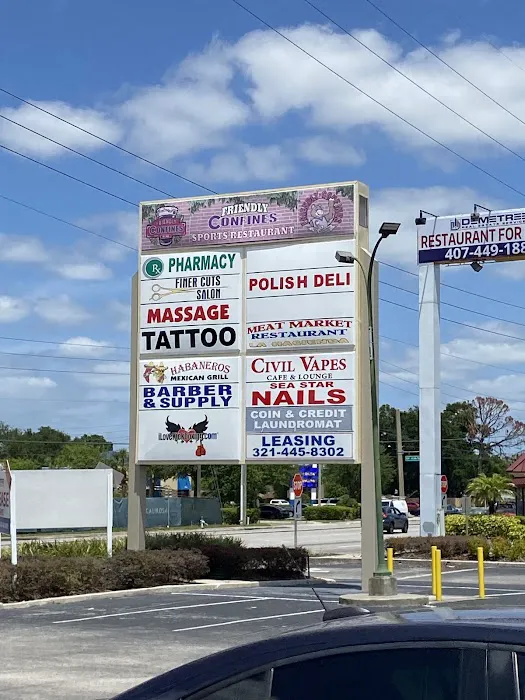 FRIENDLY
CONFINES
SPORTS RESTAURANT
PHARMACY
FINER CUTS
SALON
MASSAGE
TATTOO
HABANEROS
MEXICAN GRILL
BARBER
& SUPPLY
POLISH DELI
MEAT MARKET
RESTAURANT
LA HACIENDA
CIVIL VAPES
CAFE & LOUNGE
SEA STAR
NAILS
COIN & CREDIT
LAUNDROMAT
LEASING
321-445-8302
RESTAURANT FOR
407-449-188